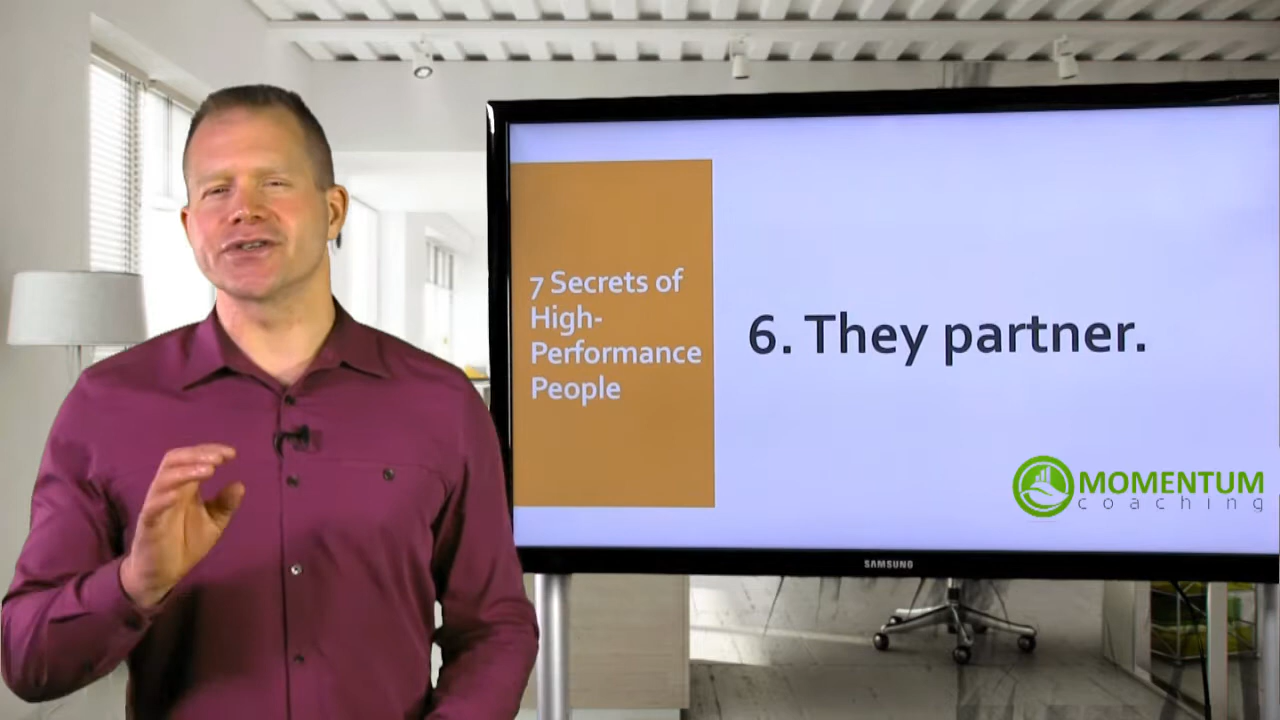 7 Secrets of
High-
Performance
People
6. They partner.
MOMENTUM
coaching
SAMSUNG